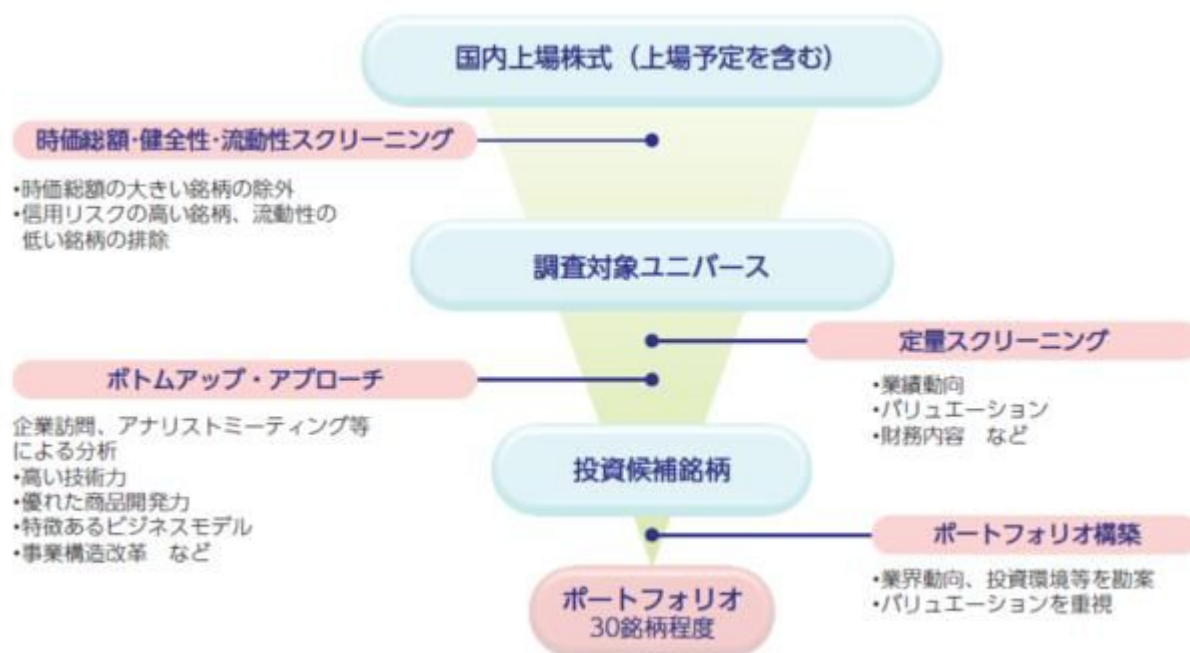 国内上場株式（上場予定を含む）
時価総額･健全性･流動性スクリーニング
•時価総額の大きい銘柄の除外
•信用リスクの高い銘柄、流動性の
低い銘柄の排除
調査対象ユニバース
定量スクリーニング
•業績動向
•バリュエーション
•財務内容　など
ボトムアップ・アプローチ
企業訪問、アナリストミーティング等
による分析
•高い技術力
•優れた商品開発力
•特徴あるビジネスモデル
•事業構造改革　など
投資候補銘柄
ポートフォリオ構築
•業界動向、投資環境等を勘案
•バリュエーションを重視
ポートフォリオ
30銘柄程度